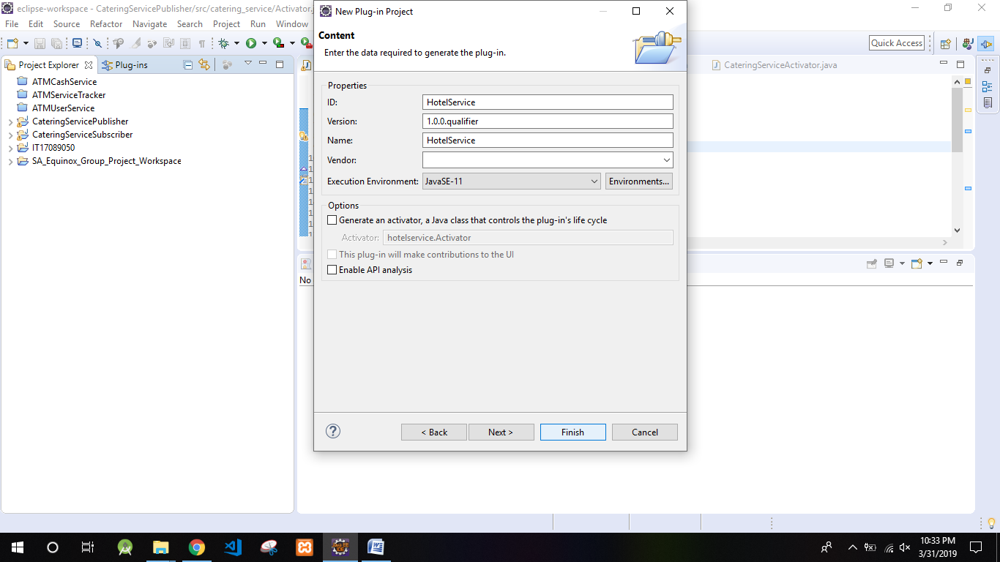 eclipse-workspace - CateringServicePublisher/src/catering_service/Activator.
New Plug-in Project
File Edit Source Refactor Navigate Search Project Run Window
Content
Enter the data required to generate the plug-in.
Quick Access
Project Explorer
Plug-ins
CateringServiceActivator.java
ATMCashService
ATMServiceTracker
ATMUserService
CateringServicePublisher
CateringServiceSubscriber
IT17089050
SA_Equinox_Group_Project_Workspace
Properties
ID: HotelService
Version: 1.0.0.qualifier
Name: HotelService
Vendor:
Execution Environment: JavaSE-11 Environments...
Options
Generate an activator, a Java class that controls the plug-in's life cycle
Activator: hotelservice.Activator
This plug-in will make contributions to the UI
Enable API analysis
No
< Back Next > Finish Cancel
10:33 PM
3/31/2019